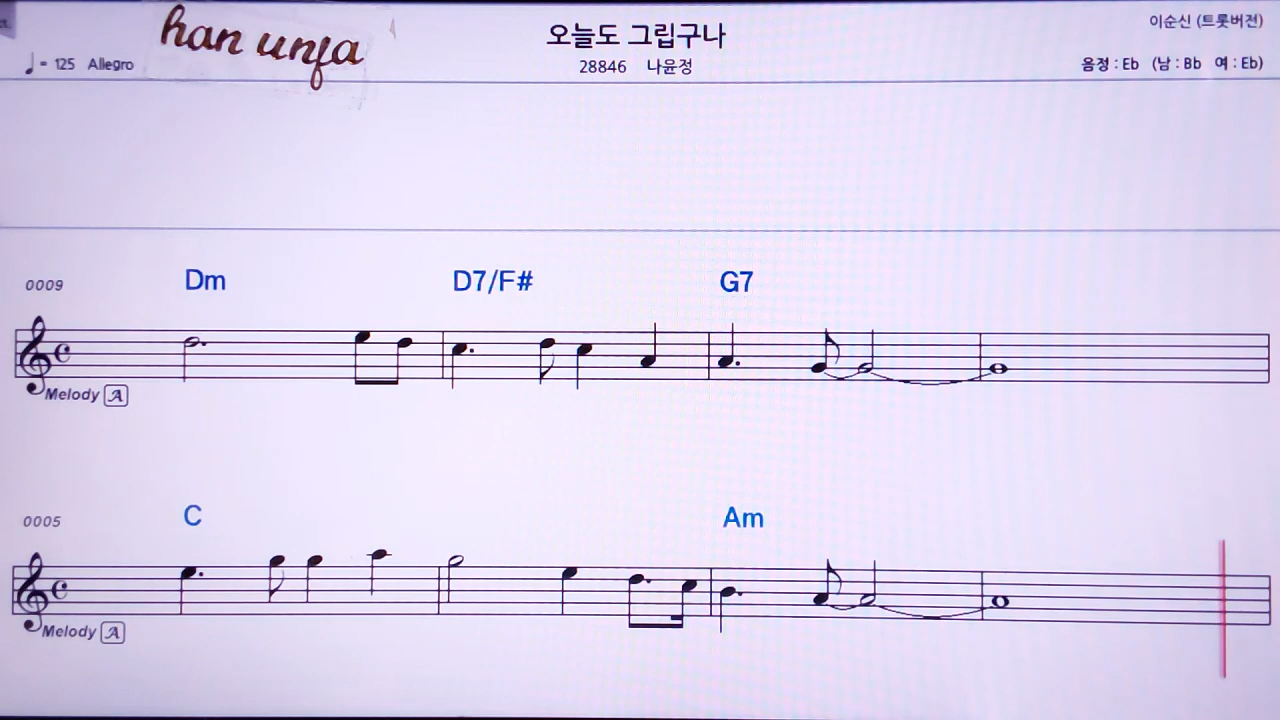 han unja
오늘도 그립구나
이순신 (트롯버전)
♩= 125 Allegro
28846 나윤정
음정 : Eb (남 : Bb 여 : Eb)
0009
Dm D7/F# G7
Melody A
0005
C Am
Melody A